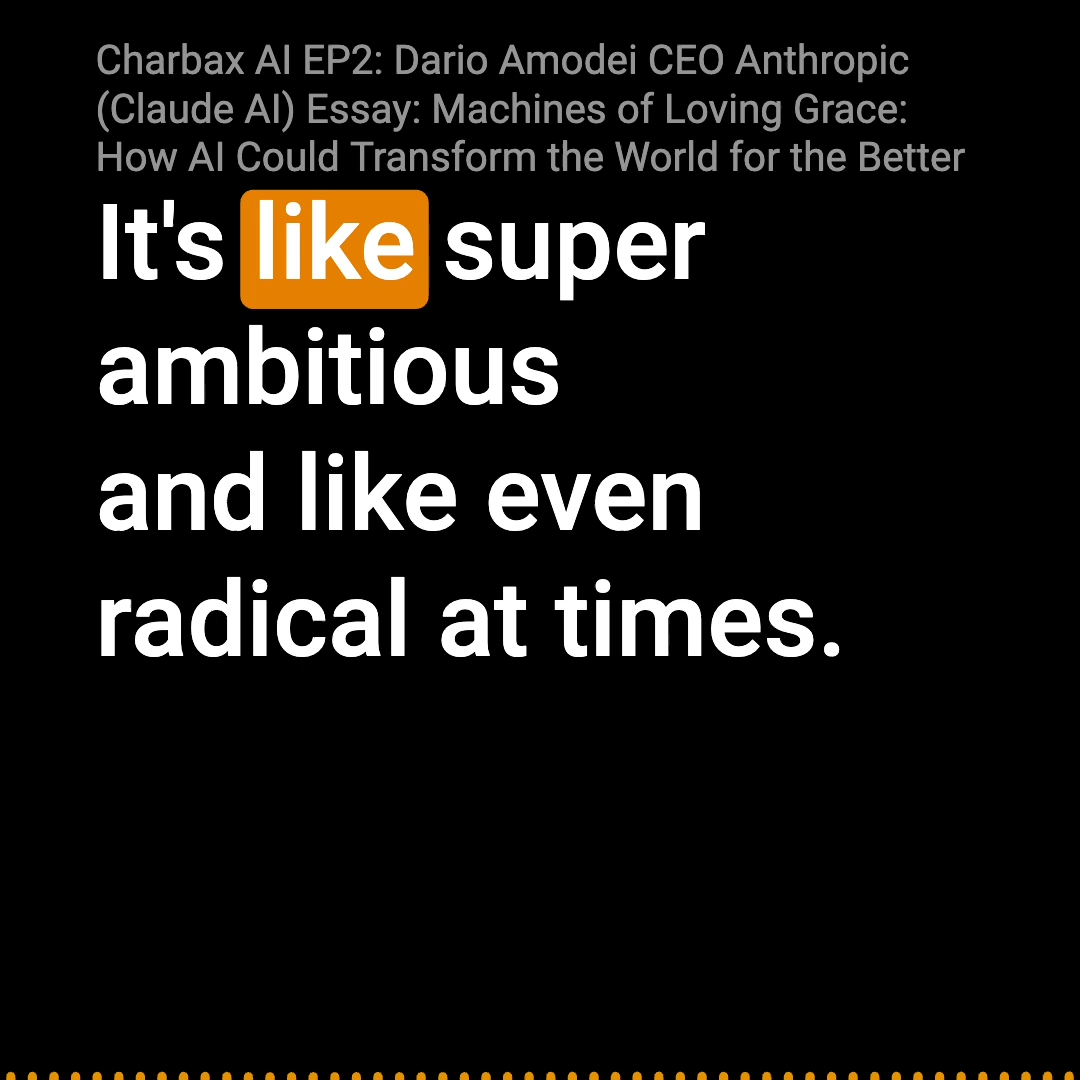 Charbax AI EP2: Dario Amodei CEO Anthropic
(Claude AI) Essay: Machines of Loving Grace:
How AI Could Transform the World for the Better
It's like super
ambitious
and like even
radical at times.